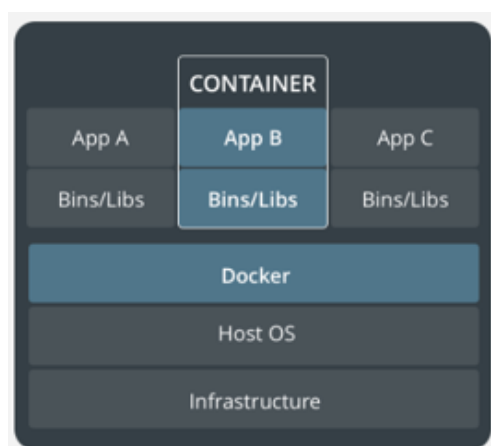 CONTAINER
App A App B App C
Bins/Libs Bins/Libs Bins/Libs
Docker
Host OS
Infrastructure